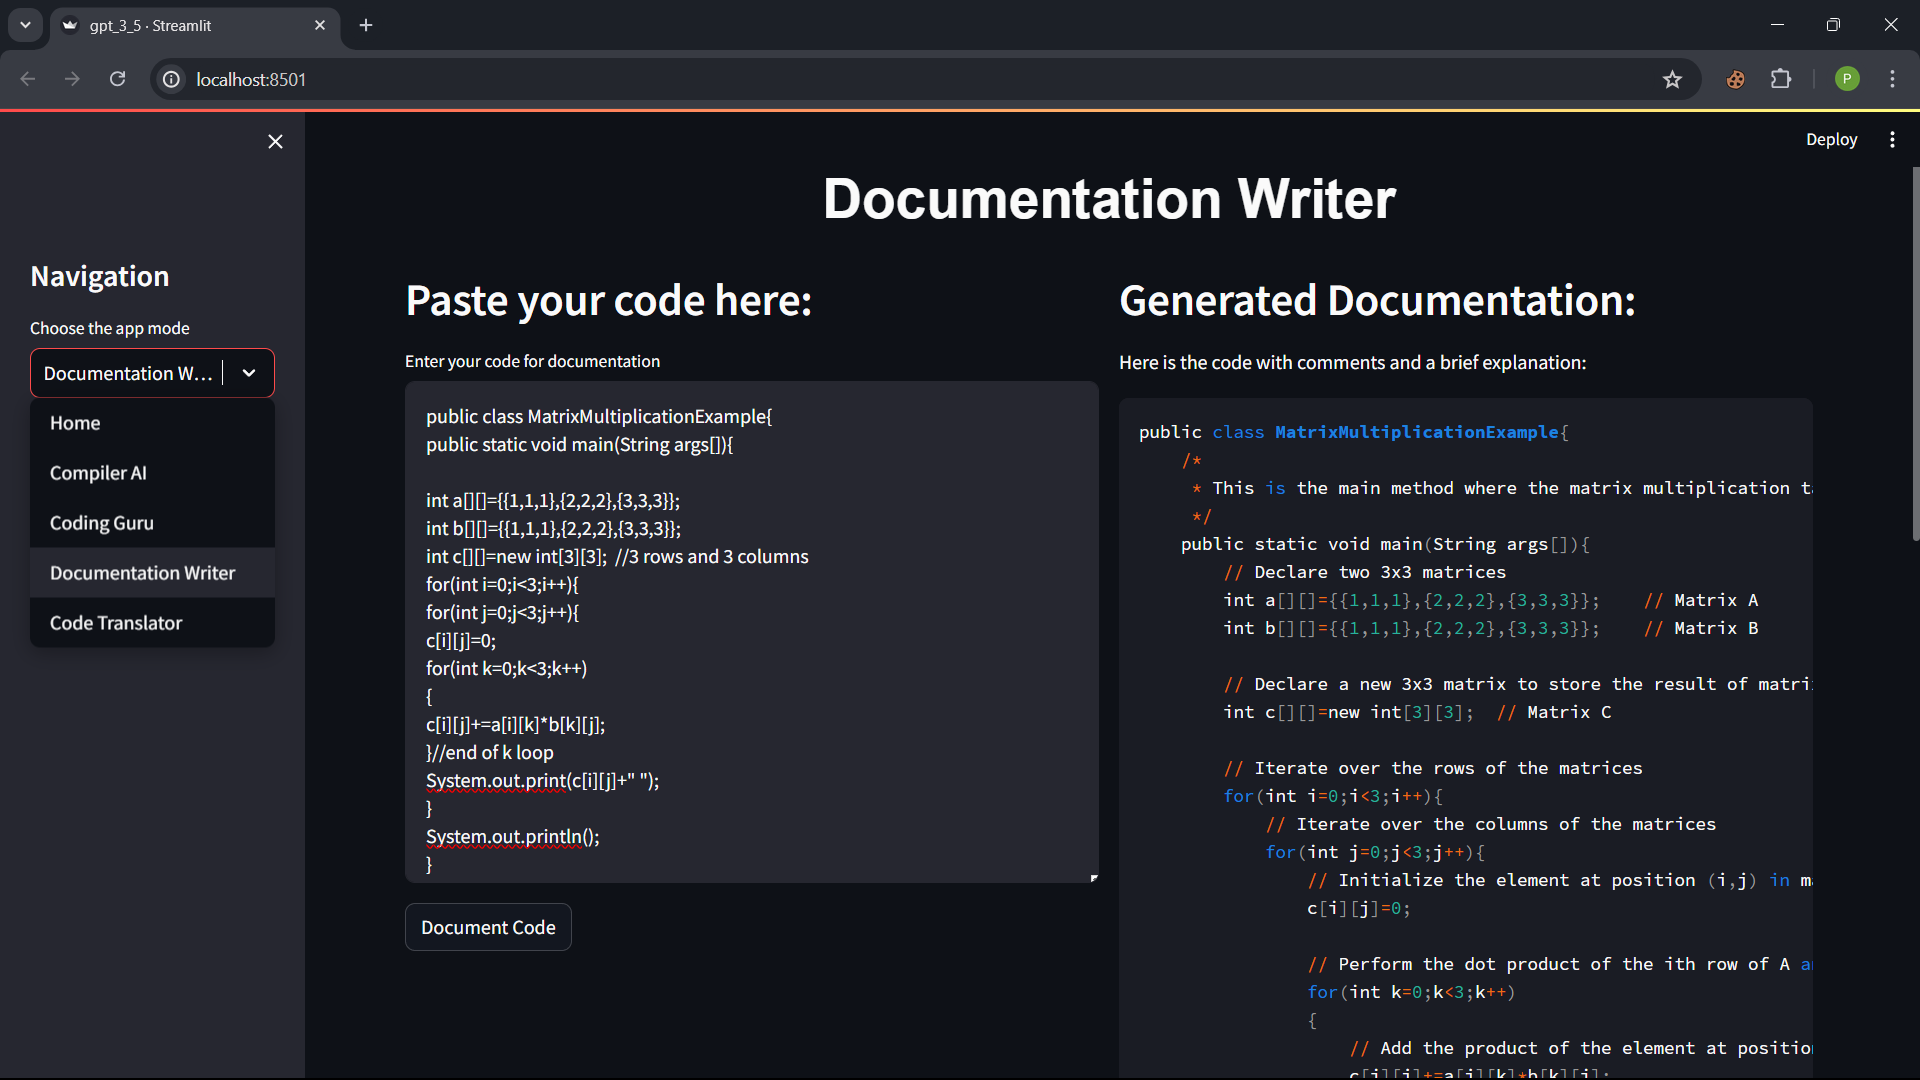 gpt_3_5 · Streamlit
localhost:8501
P
Deploy
Navigation
Choose the app mode
Documentation W...
Home
Compiler AI
Coding Guru
Documentation Writer
Code Translator
Documentation Writer
Paste your code here:
Enter your code for documentation
public class MatrixMultiplicationExample{
public static void main(String args[]){
int a[][]={{1,1,1},{2,2,2},{3,3,3}};
int b[][]={{1,1,1},{2,2,2},{3,3,3}};
int c[][]=new int[3][3]; //3 rows and 3 columns
for(int i=0;i<3;i++){
for(int j=0;j<3;j++){
c[i][j]=0;
for(int k=0;k<3;k++)
{
c[i][j]+=a[i][k]*b[k][j];
}//end of k loop
System.out.print(c[i][j]+" ");
}
System.out.println();
}
Document Code
Generated Documentation:
Here is the code with comments and a brief explanation:
public class MatrixMultiplicationExample{
/*
* This is the main method where the matrix multiplication
*/
public static void main(String args[]){
// Declare two 3x3 matrices
int a[][]={{1,1,1},{2,2,2},{3,3,3}}; // Matrix A
int b[][]={{1,1,1},{2,2,2},{3,3,3}}; // Matrix B
// Declare a new 3x3 matrix to store the result of matri
int c[][]=new int[3][3]; // Matrix C
// Iterate over the rows of the matrices
for(int i=0;i<3;i++){
// Iterate over the columns of the matrices
for(int j=0;j<3;j++){
// Initialize the element at position (i,j) in
c[i][j]=0;
// Perform the dot product of the ith row of A
for(int k=0;k<3;k++)
{
// Add the product of the element at positio
c[i][j]+=a[i][k]*b[k][j];